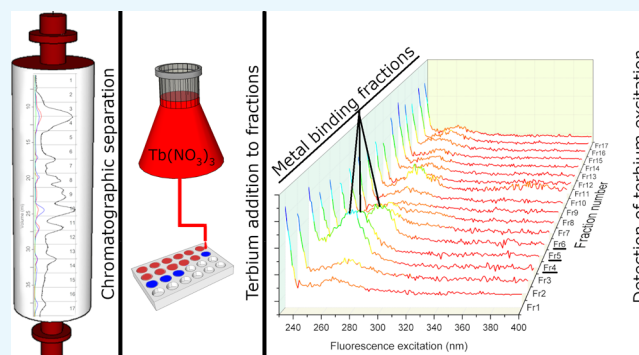 Chromatographic separation
Tb(NO3)3
Terbium addition to fractions
Metal binding fractions
Fr17
Fr16
Fr15
Fr14
Fr13
Fr12
Fr11
Fr10
Fr9
Fr8
Fr7
Fr6
Fr5
Fr4
Fr3
Fr2
Fr1
Fraction number
240 260 280 300 320 340 360 380 400
Fluorescence excitation (nm)
Detection of terbium excitation